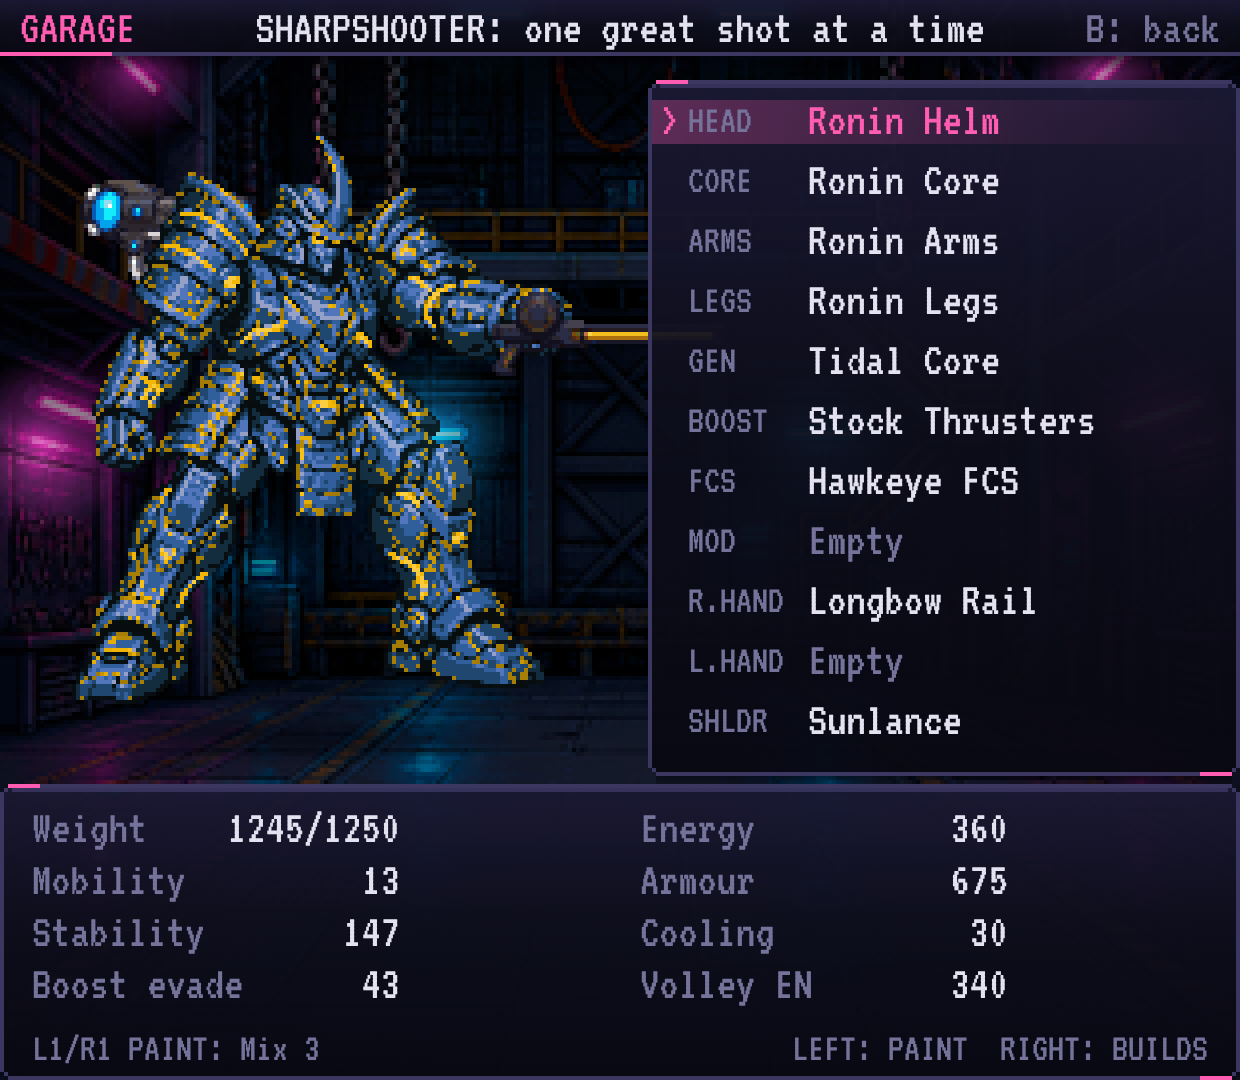 GARAGE SHARPSHOOTER: one great shot at a time B: back
HEAD Ronin Helm
CORE Ronin Core
ARMS Ronin Arms
LEGS Ronin Legs
GEN Tidal Core
BOOST Stock Thrusters
FCS Hawkeye FCS
MOD Empty
R.HAND Longbow Rail
L.HAND Empty
SHLDR Sunlance
Weight 1245/1250 Energy 360
Mobility 13 Armour 675
Stability 147 Cooling 30
Boost evade 43 Volley EN 340
L1/R1 PAINT: Mix 3 LEFT: PAINT RIGHT: BUILDS